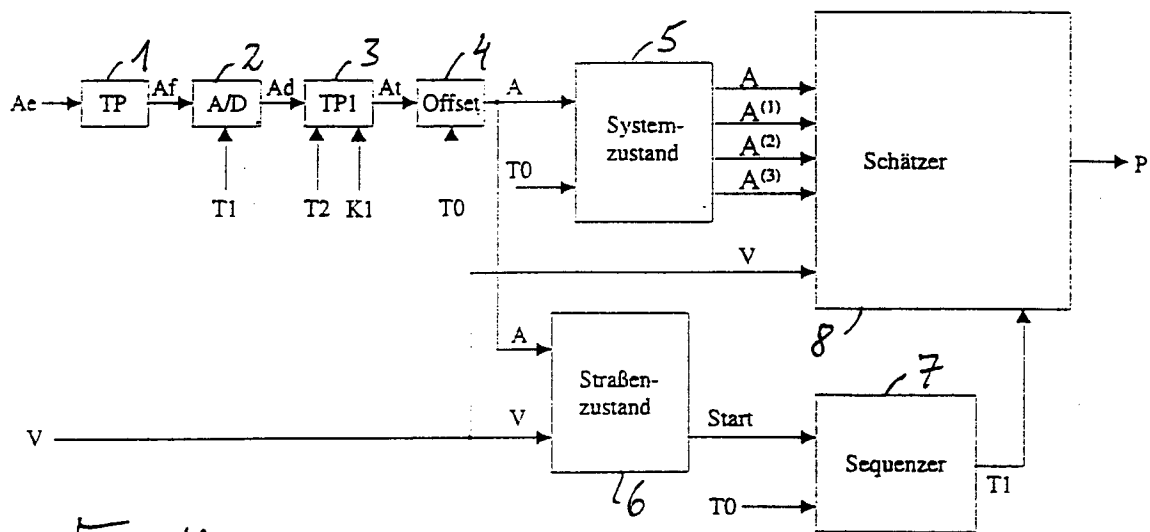 1 2 3 4 5
Ae TP Af A/D Ad TP1 At Offset A
T1 T2 K1 T0
T0
System-
zustand
A
A(1)
A(2)
A(3)
Schätzer
P
V
8
A
Straßen-
zustand
V V
6
Start
7
Sequenzer
T0
T1